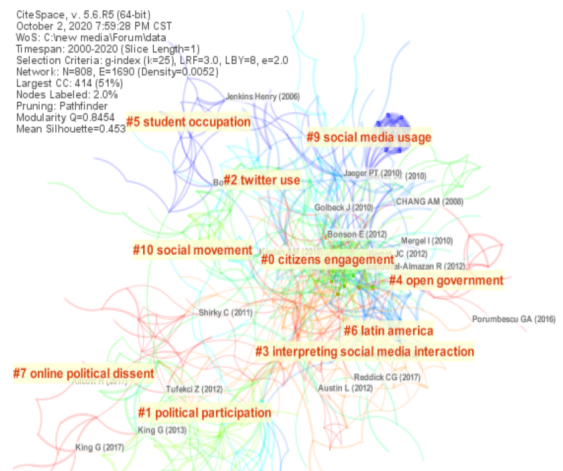 CiteSpace, v. 5.6.R5 (64-bit)
October 2, 2020 7:59:28 PM CST
WoS: C:\new media\Forum\data
Timespan: 2000-2020 (Slice Length=1)
Selection Criteria: g-index (k=25), LRF=3.0, LBY=8, e=2.0
Network: N=808, E=1690 (Density=0.0052)
Largest CC: 414 (51%)
Nodes Labeled: 2.0%
Pruning: Pathfinder
Modularity Q=0.8454
Mean Silhouette=0.453
Jenkins Henry (2006)
#5 student occupation
#9 social media usage
Jaeger PT (2010) (2010)
#2 twitter use
Golbeck J (2010)
CHANG AM (2008)
Bonson E (2012)
Mergel I (2010)
#10 social movement
#0 citizens engagement
JC (2012)
al-Almazan R (2012)
#4 open government
Shirky C (2011)
Porumbescu GA (2016)
#6 latin america
#3 interpreting social media interaction
#7 online political dissent
Reddick CG (2017)
Tufekci Z (2012)
Austin L (2012)
#1 political participation
King G (2013)
King G (2017)